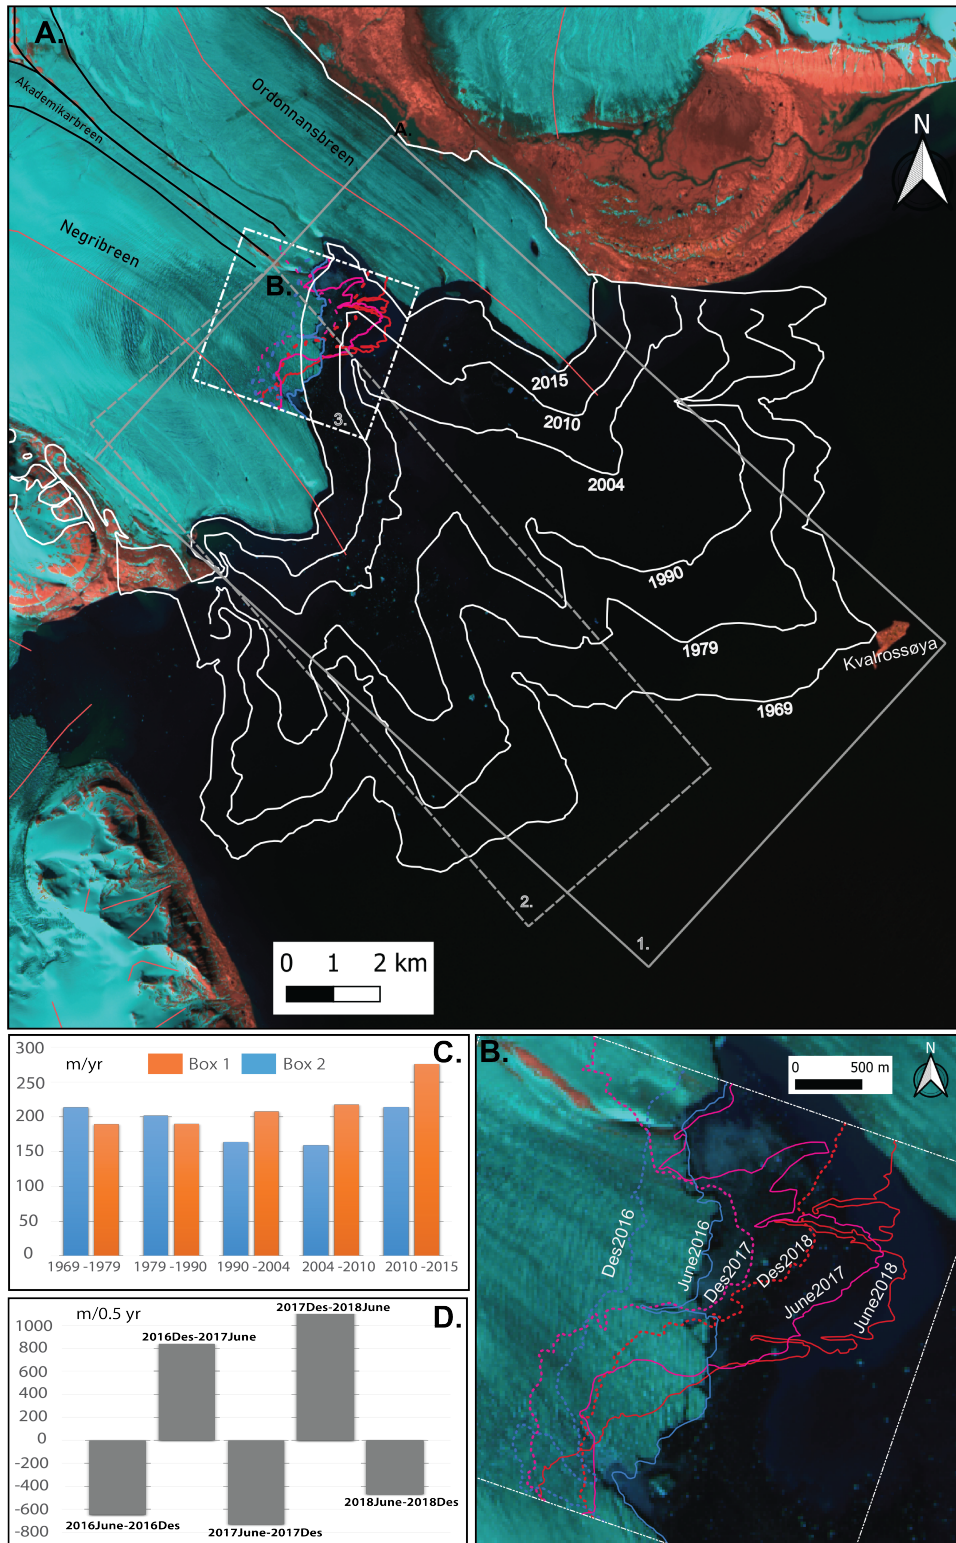 A.
Akademikarbreen
Ordonnansbreen
A.
N
Negribreen
B.
3.
2015
2010
2004
1990
1979
Kvalrossøya
1969
2.
1.
0 1 2 km
C.
m/yr
Box 1
Box 2
300
250
200
150
100
50
0
1969 -1979
1979 -1990
1990 -2004
2004 -2010
2010 -2015
D.
m/0.5 yr
1000
800
600
400
200
0
-200
-400
-600
-800
2016June-2016Des
2016Des-2017June
2017June-2017Des
2017Des-2018June
2018June-2018Des
B.
0 500 m
N
Des2016
June2016
Des2017
Des2018
June2017
June2018